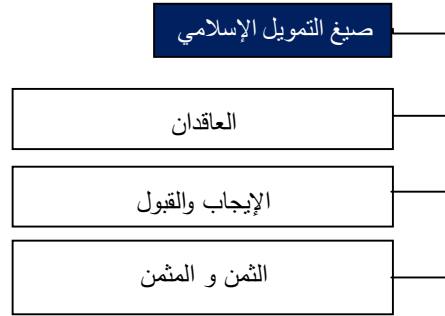 صيغ التمويل الإسلامي
العاقدان
الإيجاب والقبول
الثمن و المثمن